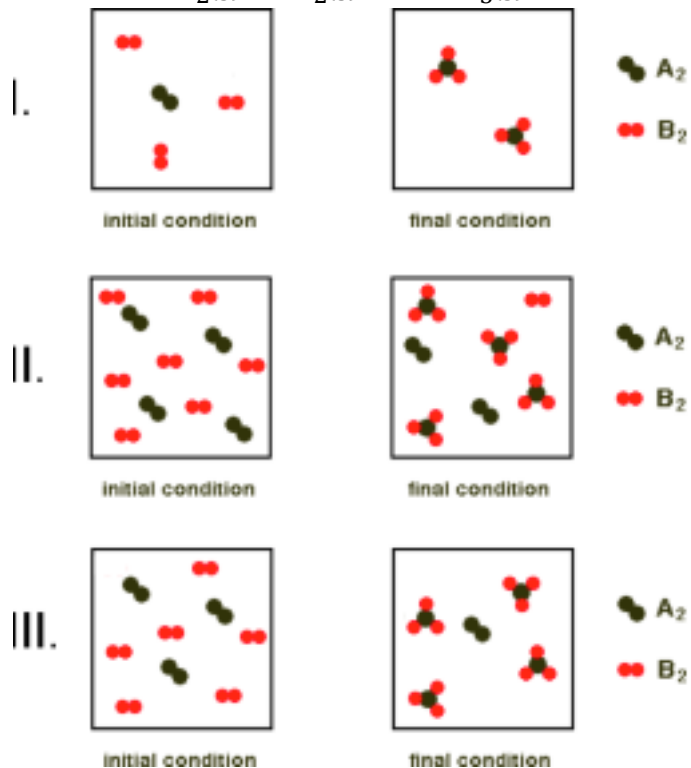 I.
A₂
B₂
initial condition
final condition
II.
A₂
B₂
initial condition
final condition
III.
A₂
B₂
initial condition
final condition